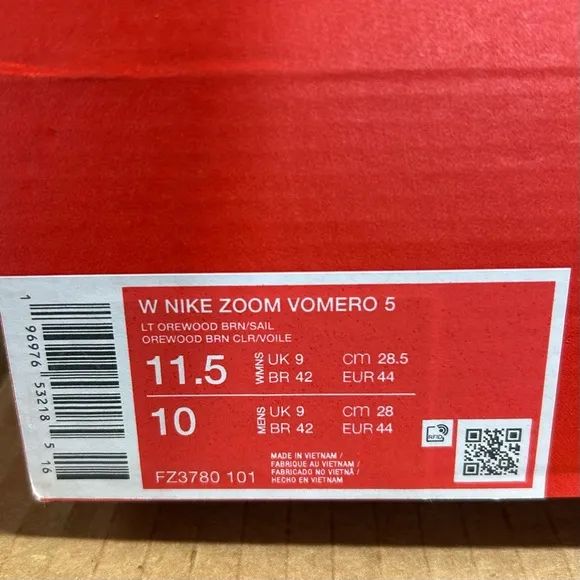 W NIKE ZOOM VOMERO 5
LT OREWOOD BRN/SAIL
OREWOOD BRN CLR/VOILE
11.5 WMNS UK 9 CM 28.5
BR 42 EUR 44
10 MENS UK 9 CM 28
BR 42 EUR 44
RFID
MADE IN VIETNAM /
FABRIQUE AU VIETNAM /
FABRICADO NO VIETNÃ /
HECHO EN VIETNAM
FZ3780 101
1 96976 53218 5 16